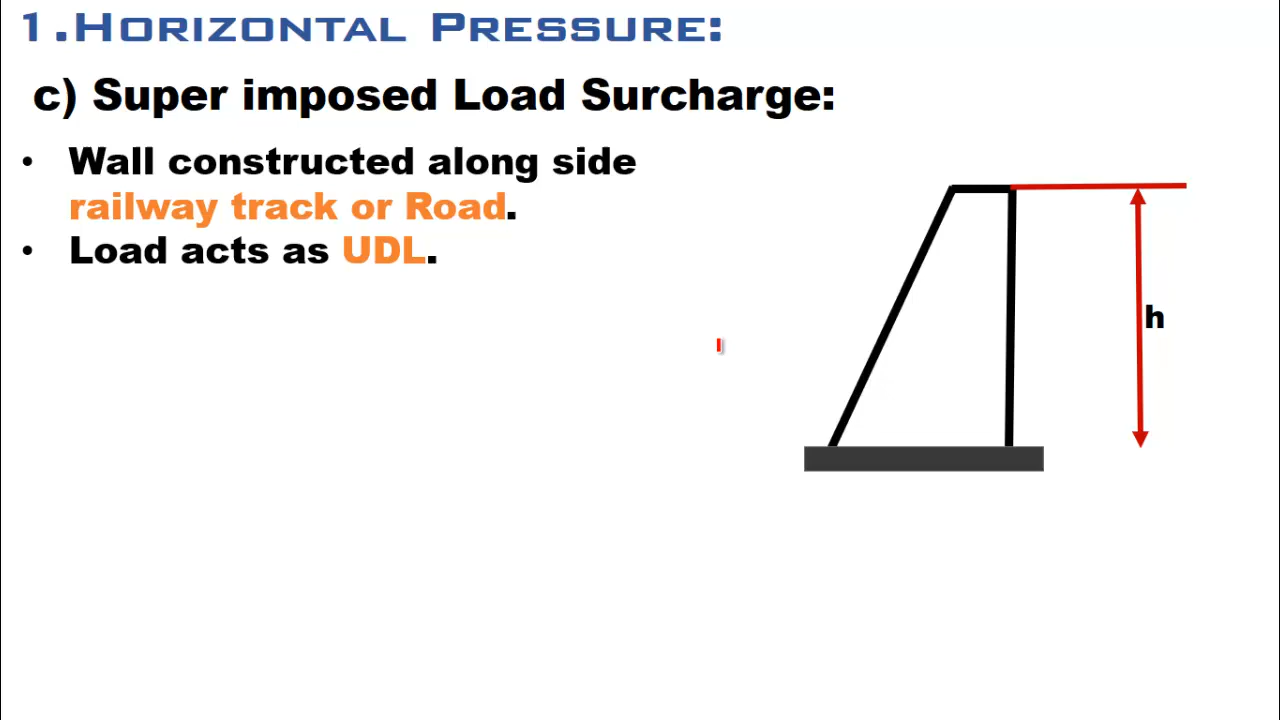 1.Horizontal Pressure:
c) Super imposed Load Surcharge:
• Wall constructed along side
railway track or Road.
• Load acts as UDL.
h